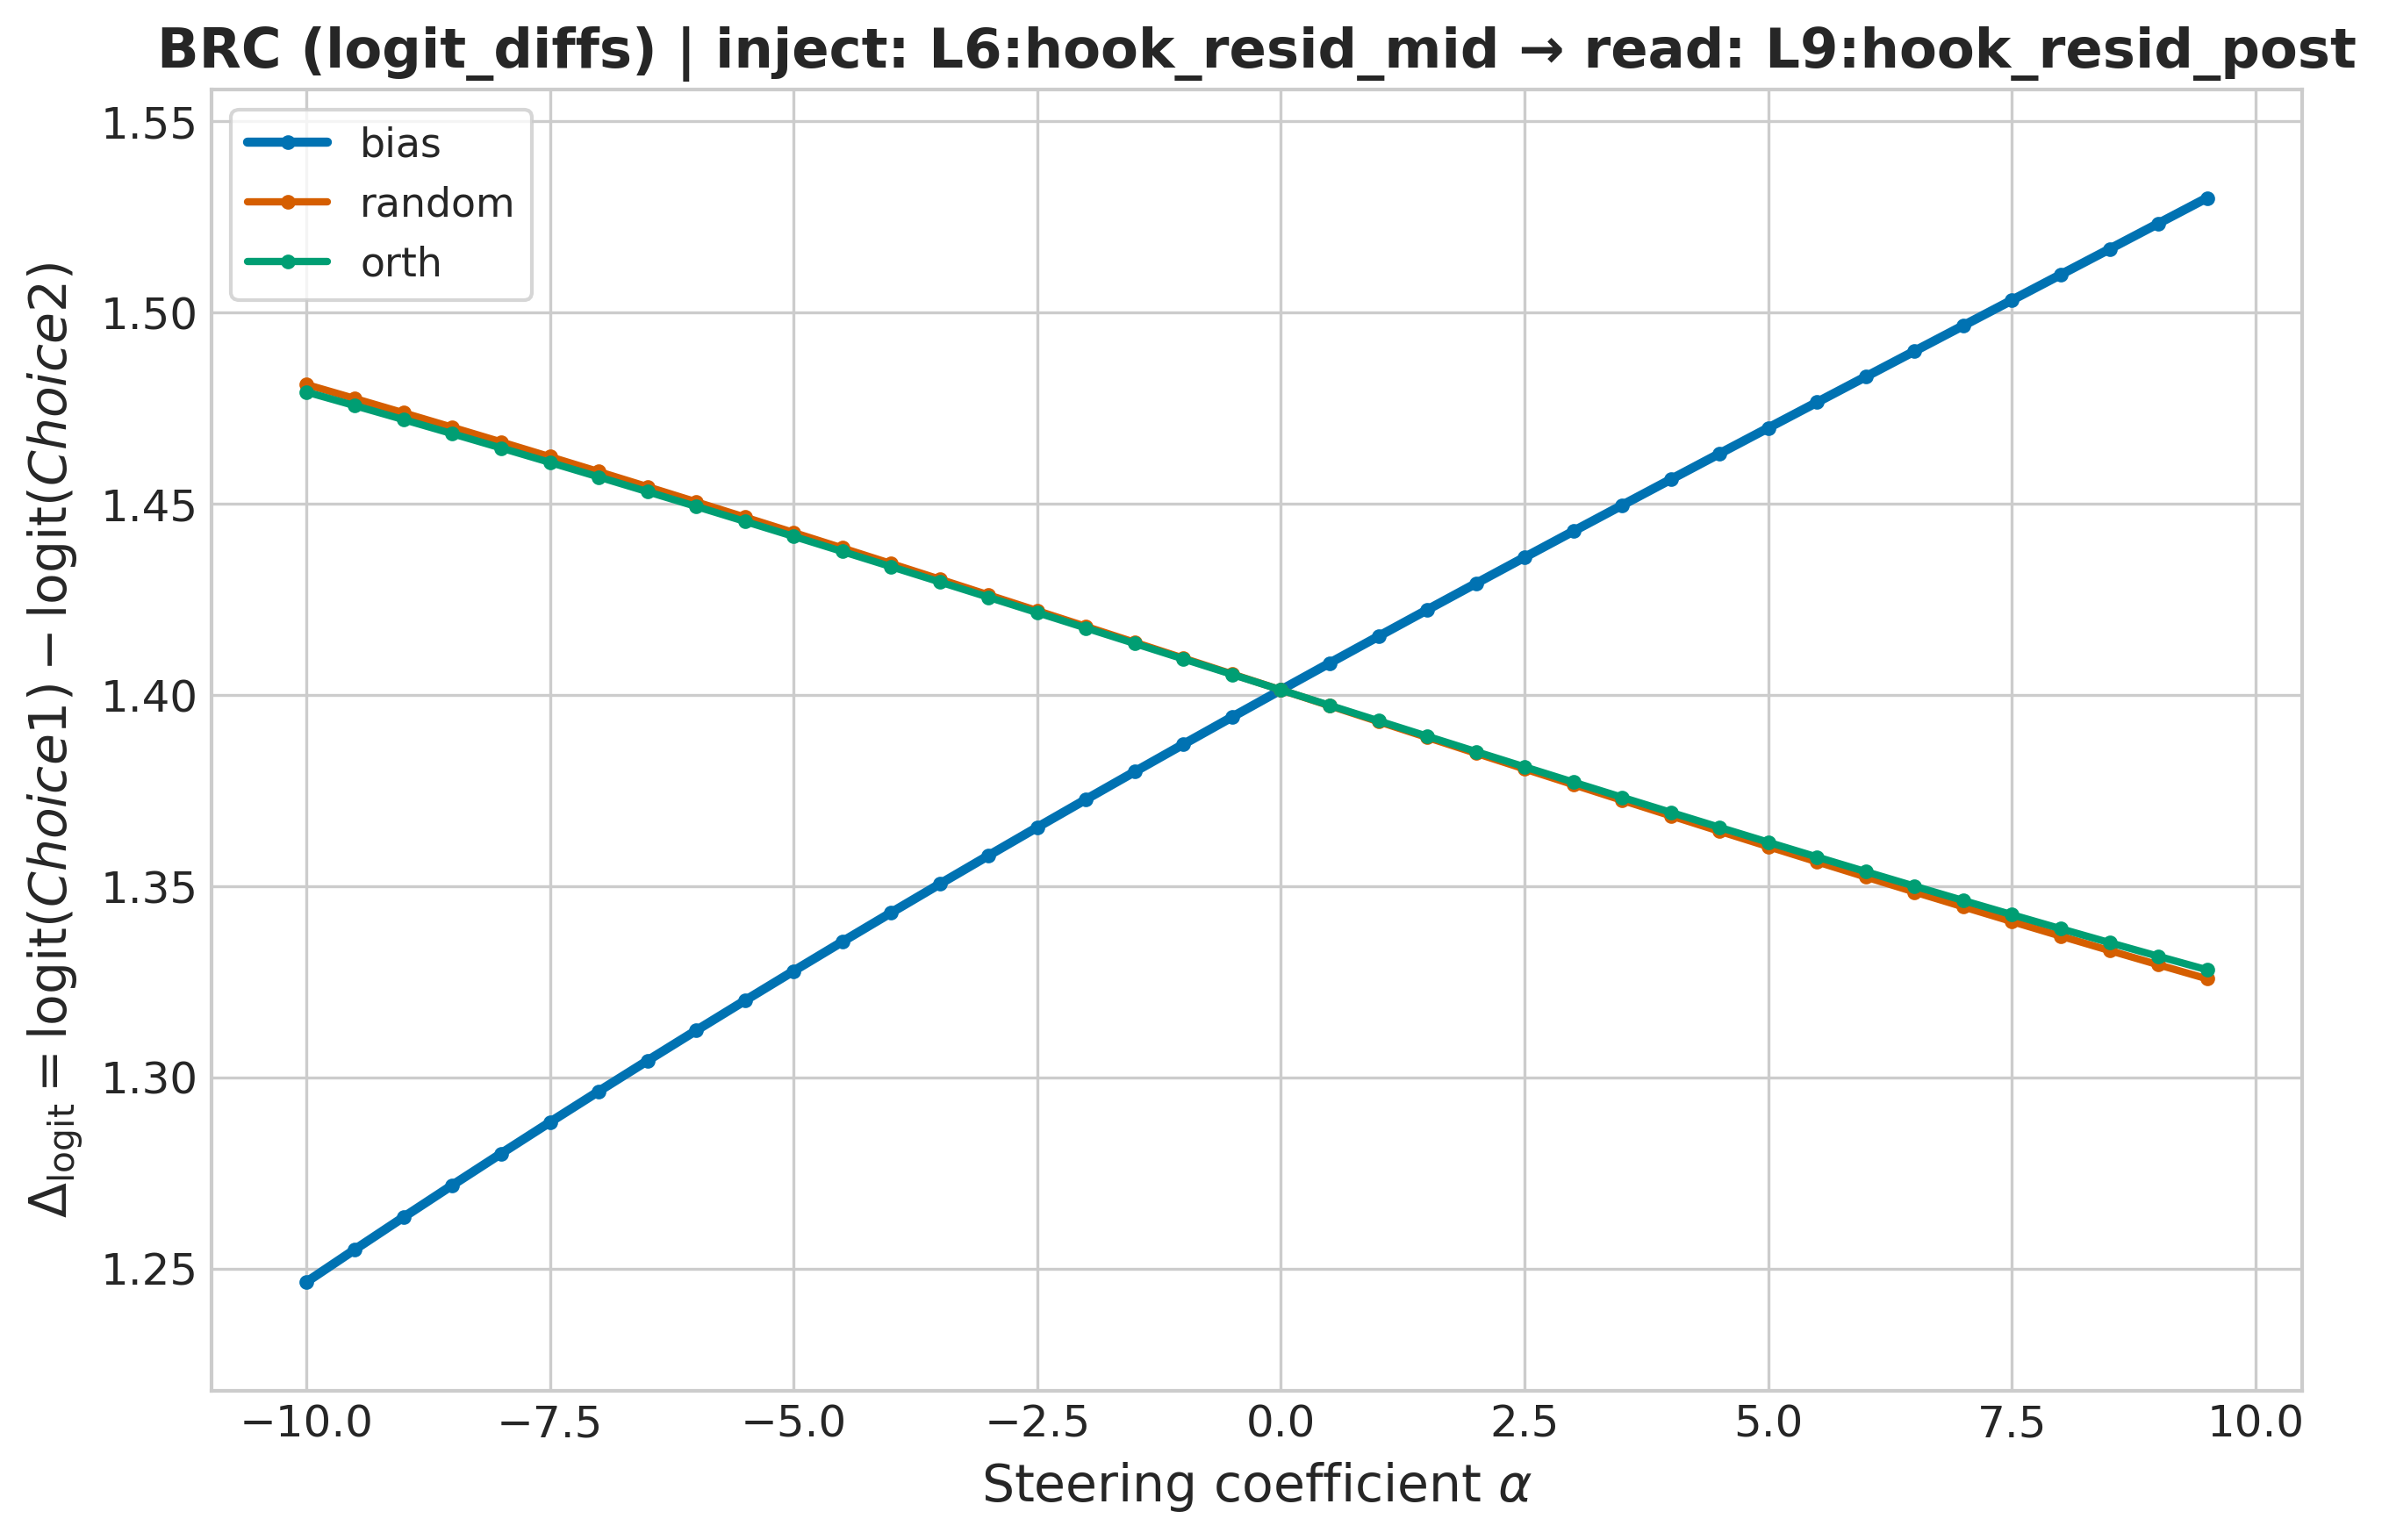 BRC (logit_diffs) | inject: L6:hook_resid_mid → read: L9:hook_resid_post
bias
random
orth
1.55
1.50
1.45
1.40
1.35
1.30
1.25
Δlogit = logit(Choice1) − logit(Choice2)
−10.0 −7.5 −5.0 −2.5 0.0 2.5 5.0 7.5 10.0
Steering coefficient α